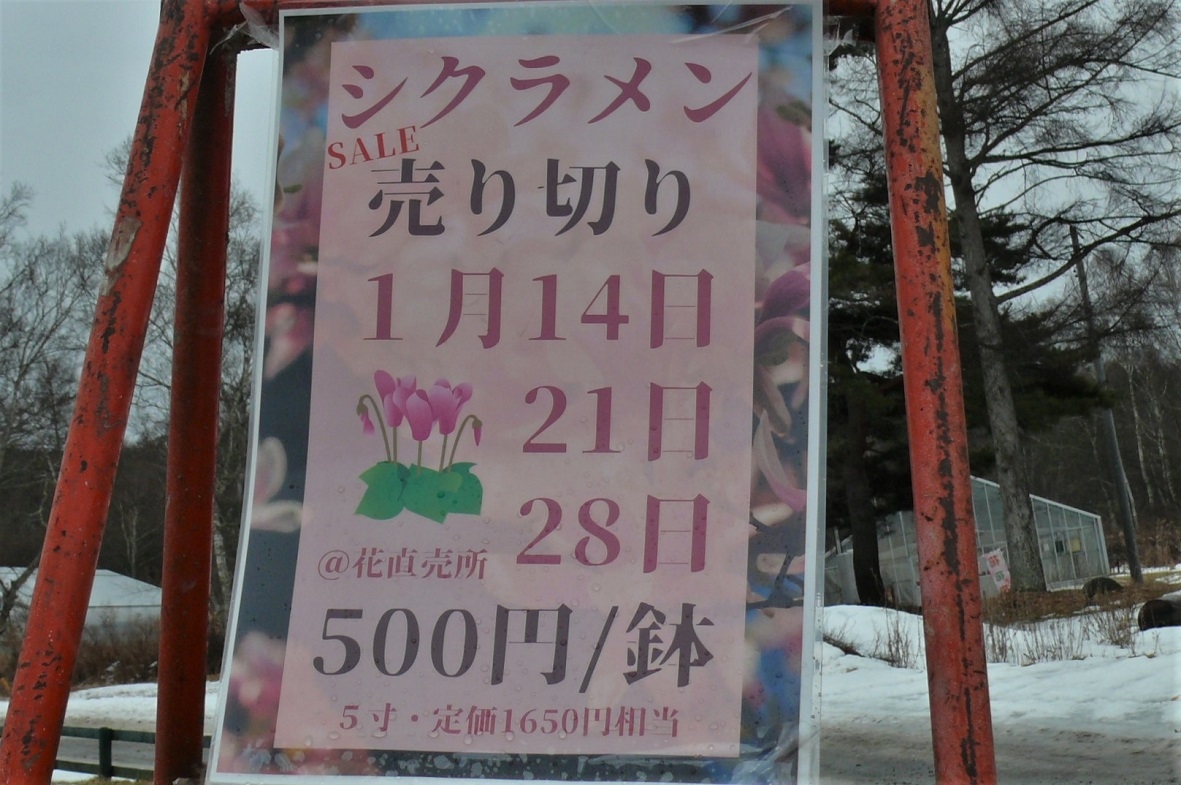 シクラメン
SALE
売り切り
1月14日
21日
28日
@花直売所
500円/鉢
5寸・定価1650円相当